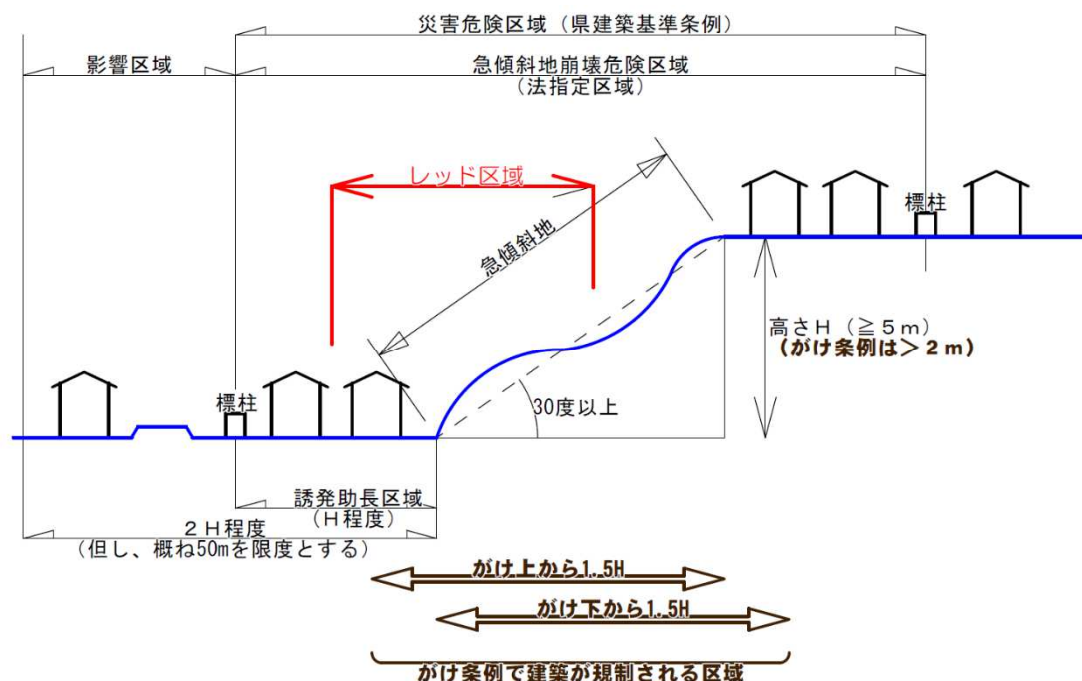 災害危険区域（県建築基準条例）
影響区域
急傾斜地崩壊危険区域
（法指定区域）
レッド区域
急傾斜地
標柱
高さＨ（≧５ｍ）
(がけ条例は＞２ｍ)
標柱
30度以上
誘発助長区域
（Ｈ程度）
２Ｈ程度
（但し、概ね50mを限度とする）
がけ上から1.5H
がけ下から1.5H
がけ条例で建築が規制される区域